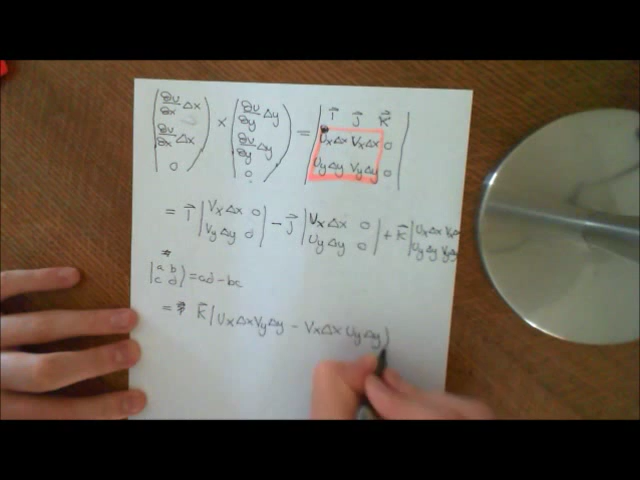 (∂u/∂x Δx, ∂v/∂x Δx, 0) × (∂u/∂y Δy, ∂v/∂y Δy, 0) = | i⃗ j⃗ k⃗ ; Ux Δx Vx Δx 0 ; Uy Δy Vy Δy 0 |
= i⃗ | Vx Δx 0 ; Vy Δy 0 | - j⃗ | Ux Δx 0 ; Uy Δy 0 | + k⃗ | Ux Δx Vx Δx ; Uy Δy Vy Δy
* | a b ; c d | = ad - bc
= k⃗ ( Ux Δx Vy Δy - Vx Δx Uy Δy )